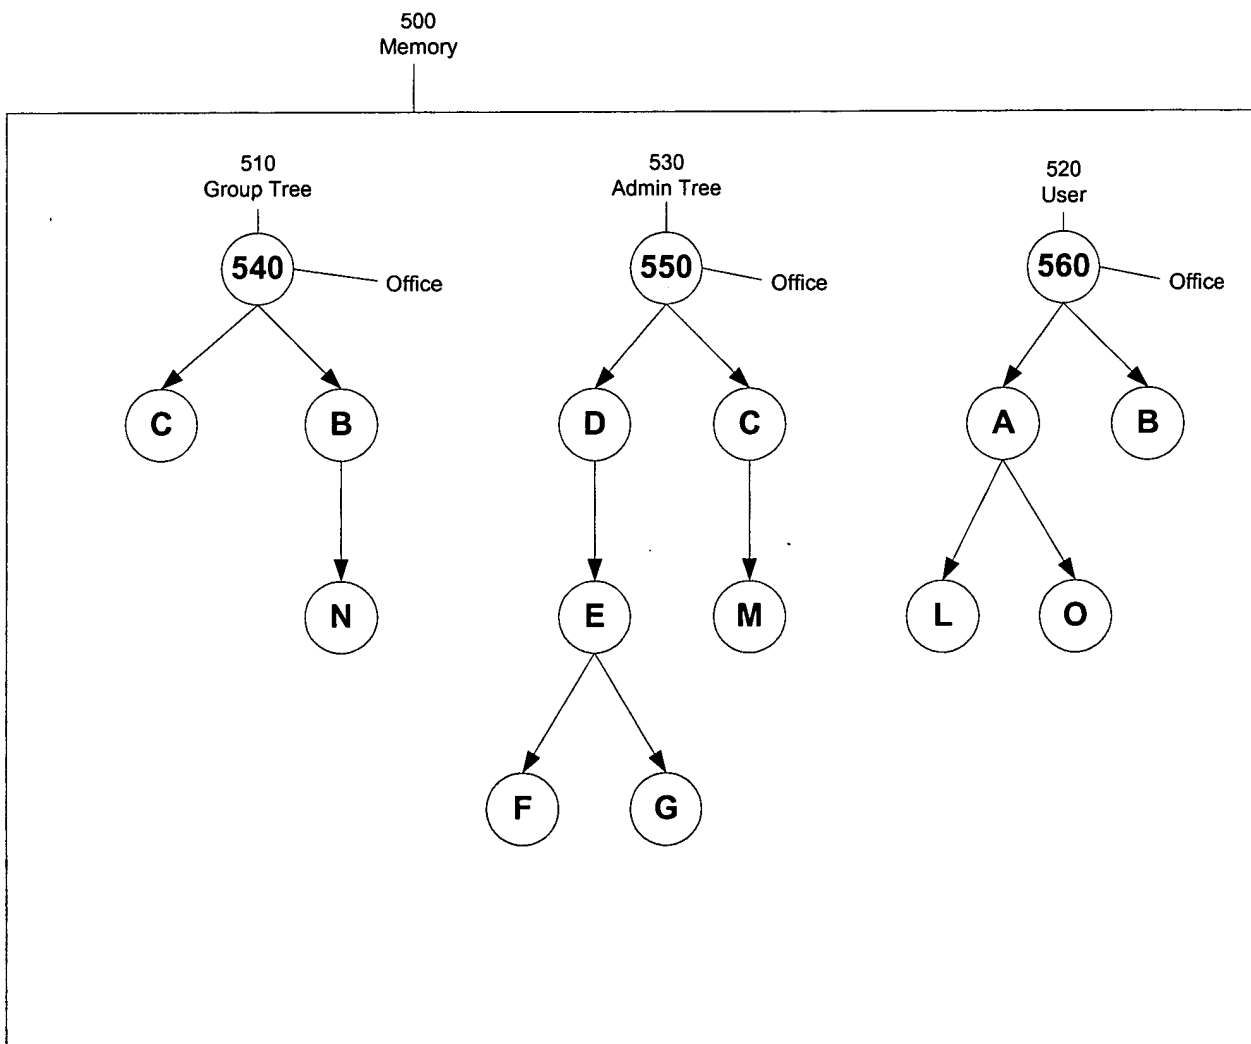 500
Memory
510
Group Tree
530
Admin Tree
520
User
540
Office
550
Office
560
Office
C
B
D
C
A
B
N
E
M
L
O
F
G